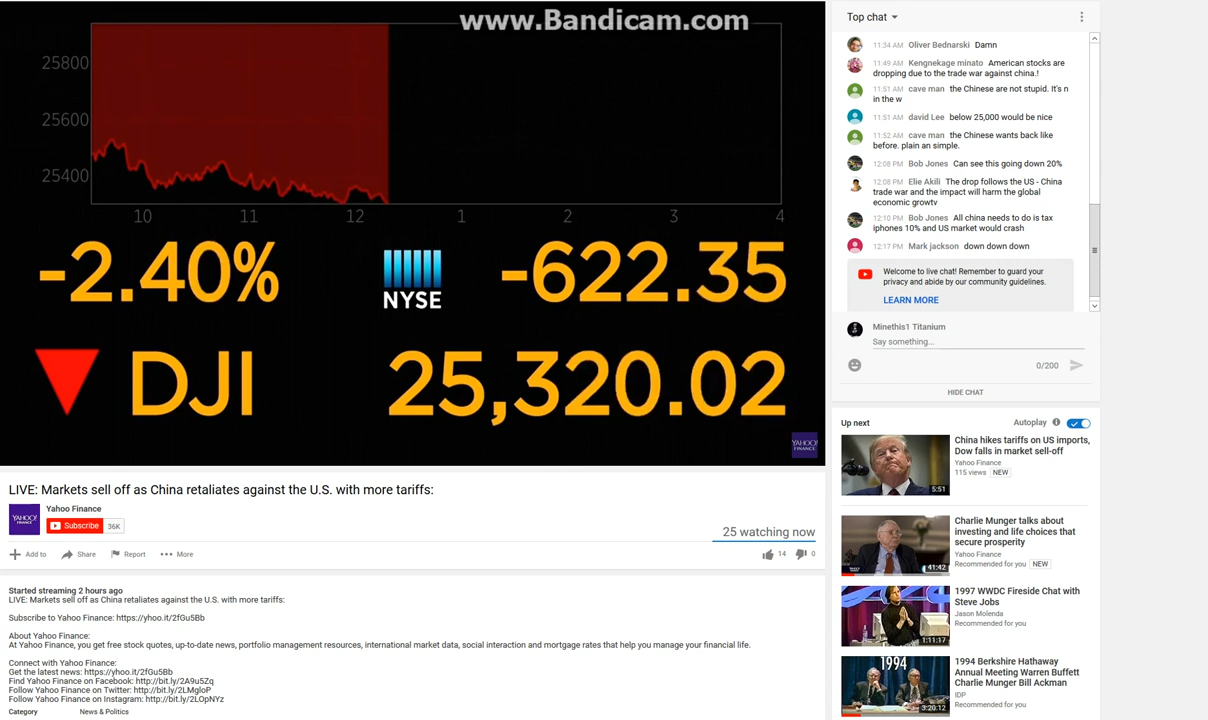 www.Bandicam.com
25800
25600
25400
10 11 12 1 2 3 4
-2.40% NYSE -622.35
DJI 25,320.02
YAHOO!
FINANCE
LIVE: Markets sell off as China retaliates against the U.S. with more tariffs:
YAHOO!
FINANCE
Yahoo Finance
Subscribe 36K
25 watching now
Add to Share Report More 14 0
Started streaming 2 hours ago
LIVE: Markets sell off as China retaliates against the U.S. with more tariffs:
Subscribe to Yahoo Finance: https://yhoo.it/2fGu5Bb
About Yahoo Finance:
At Yahoo Finance, you get free stock quotes, up-to-date news, portfolio management resources, international market data, social interaction and mortgage rates that help you manage your financial life.
Connect with Yahoo Finance:
Get the latest news: https://yhoo.it/2fGu5Bb
Find Yahoo Finance on Facebook: http://bit.ly/2A9u5Zq
Follow Yahoo Finance on Twitter: http://bit.ly/2LMgloP
Follow Yahoo Finance on Instagram: http://bit.ly/2LOpNYz
Category News & Politics
Top chat
11:34 AM Oliver Bednarski Damn
11:49 AM Kengnekage minato American stocks are
dropping due to the trade war against china.!
11:51 AM cave man the Chinese are not stupid. It's n
in the w
11:51 AM david Lee below 25,000 would be nice
11:52 AM cave man the Chinese wants back like
before. plain an simple.
12:08 PM Bob Jones Can see this going down 20%
12:08 PM Elie Akili The drop follows the US - China
trade war and the impact will harm the global
economic growtv
12:10 PM Bob Jones All china needs to do is tax
iphones 10% and US market would crash
12:17 PM Mark jackson down down down
Welcome to live chat! Remember to guard your
privacy and abide by our community guidelines.
LEARN MORE
Minethis1 Titanium
Say something...
0/200
HIDE CHAT
Up next Autoplay
China hikes tariffs on US imports,
Dow falls in market sell-off
Yahoo Finance
115 views NEW
5:51
Charlie Munger talks about
investing and life choices that
secure prosperity
Yahoo Finance
Recommended for you NEW
41:42
1997 WWDC Fireside Chat with
Steve Jobs
Jason Molenda
Recommended for you
1:11:17
1994
1994 Berkshire Hathaway
Annual Meeting Warren Buffett
Charlie Munger Bill Ackman
IDP
Recommended for you
3:20:12